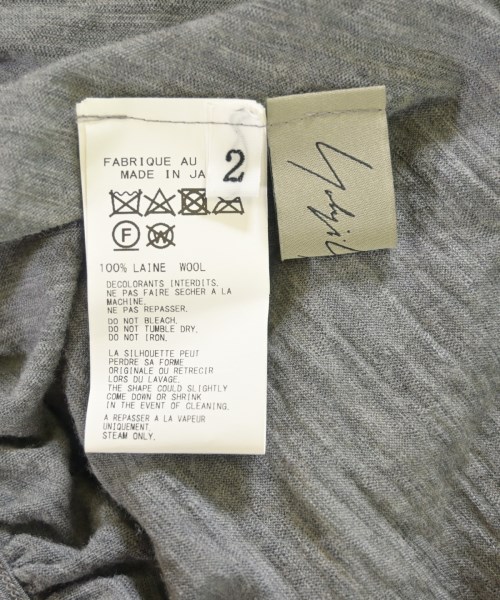 FABRIQUE AU
MADE IN JA
2
F W
100% LAINE WOOL
DECOLORANTS INTERDITS.
NE PAS FAIRE SECHER A LA
MACHINE.
NE PAS REPASSER.
DO NOT BLEACH.
DO NOT TUMBLE DRY.
DO NOT IRON.
LA SILHOUETTE PEUT
PERDRE SA FORME
ORIGINALE OU RETRECIR
LORS DU LAVAGE.
THE SHAPE COULD SLIGHTLY
COME DOWN OR SHRINK
IN THE EVENT OF CLEANING.
A REPASSER A LA VAPEUR
UNIQUEMENT.
STEAM ONLY.